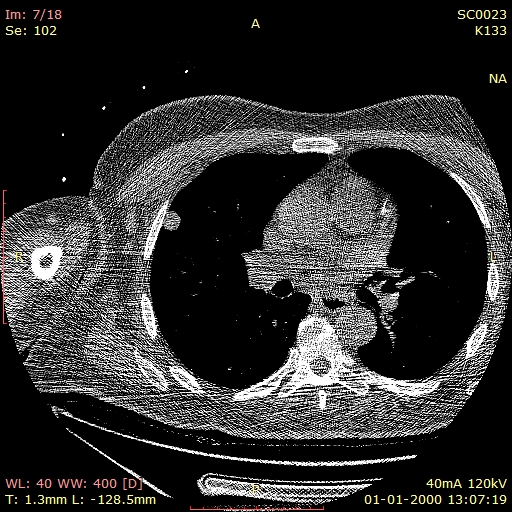 Im: 7/18
Se: 102
A
SC0023
K133
NA
R
L
WL: 40 WW: 400 [D]
T: 1.3mm L: -128.5mm
P
40mA 120kV
01-01-2000 13:07:19